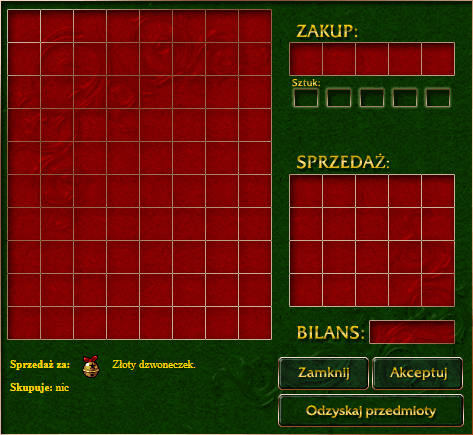 ZAKUP:
Sztuk:
SPRZEDAŻ:
BILANS:
Sprzedaż za: Złoty dzwoneczek.
Skupuje: nic
Zamknij Akceptuj
Odzyskaj przedmioty